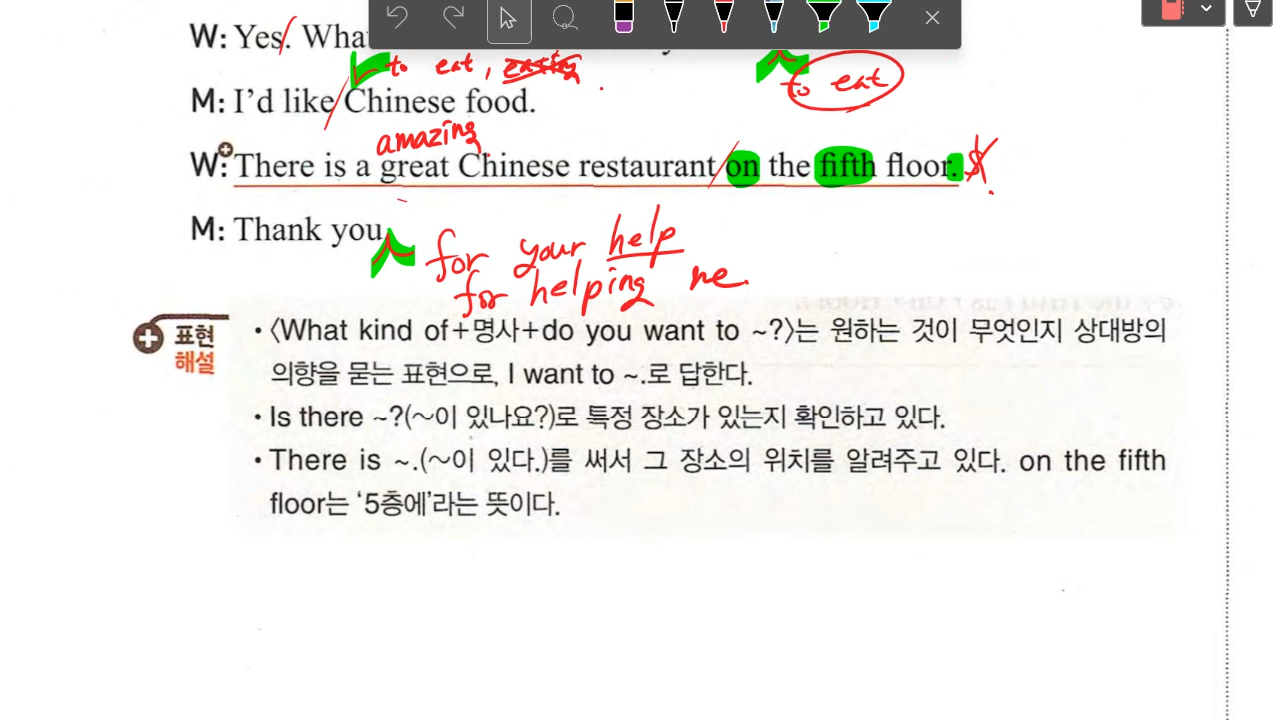 W: Yes. Wha
to eat, eating.
to eat
M: I'd like Chinese food.
amazing
W: There is a great Chinese restaurant on the fifth floor.
M: Thank you.
for your help
for helping me.
표현
해설
• 〈What kind of+명사+do you want to ~?〉는 원하는 것이 무엇인지 상대방의
의향을 묻는 표현으로, I want to ~.로 답한다.
• Is there ~?(~이 있나요?)로 특정 장소가 있는지 확인하고 있다.
• There is ~.(~이 있다.)를 써서 그 장소의 위치를 알려주고 있다. on the fifth
floor는 '5층에'라는 뜻이다.